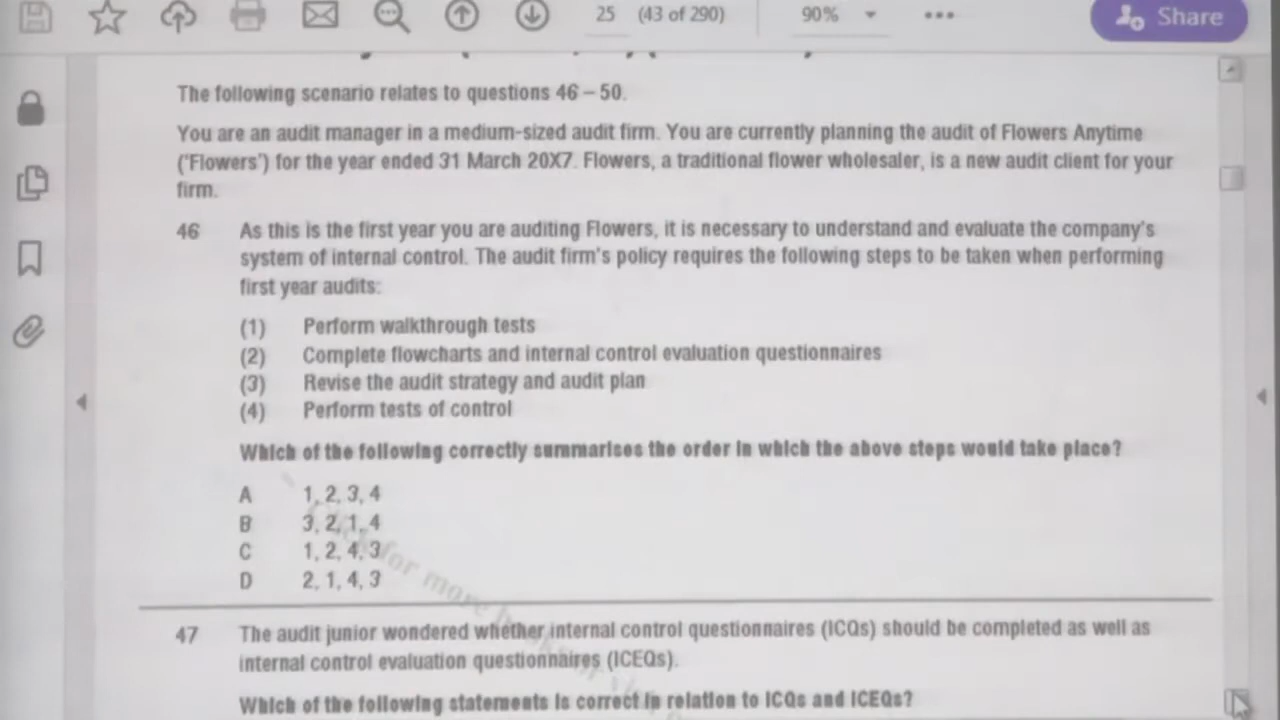 25 (43 of 290) 90% Share
The following scenario relates to questions 46 – 50.
You are an audit manager in a medium-sized audit firm. You are currently planning the audit of Flowers Anytime
('Flowers') for the year ended 31 March 20X7. Flowers, a traditional flower wholesaler, is a new audit client for your
firm.
46 As this is the first year you are auditing Flowers, it is necessary to understand and evaluate the company's
system of internal control. The audit firm's policy requires the following steps to be taken when performing
first year audits:
(1) Perform walkthrough tests
(2) Complete flowcharts and internal control evaluation questionnaires
(3) Revise the audit strategy and audit plan
(4) Perform tests of control
Which of the following correctly summarises the order in which the above steps would take place?
A 1, 2, 3, 4
B 3, 2, 1, 4
C 1, 2, 4, 3
D 2, 1, 4, 3
for more
47 The audit junior wondered whether internal control questionnaires (ICQs) should be completed as well as
internal control evaluation questionnaires (ICEQs).
Which of the following statements is correct in relation to ICQs and ICEQs?